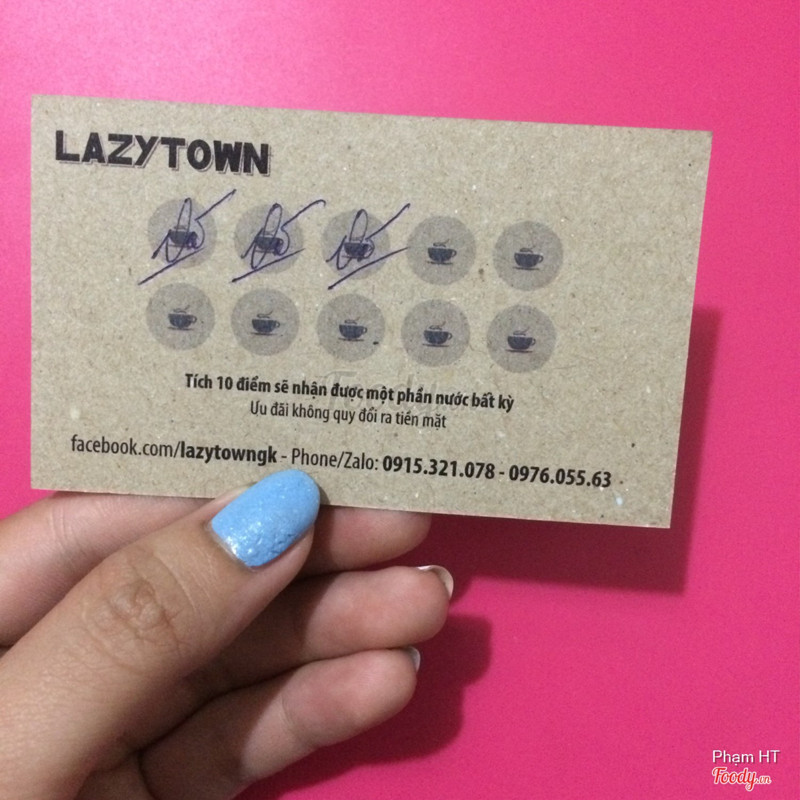 LAZYTOWN
Tích 10 điểm sẽ nhận được một phần nước bất kỳ
Ưu đãi không quy đổi ra tiền mặt
facebook.com/lazytowngk - Phone/Zalo: 0915.321.078 - 0976.055.63
Phạm HT
Foody.vn